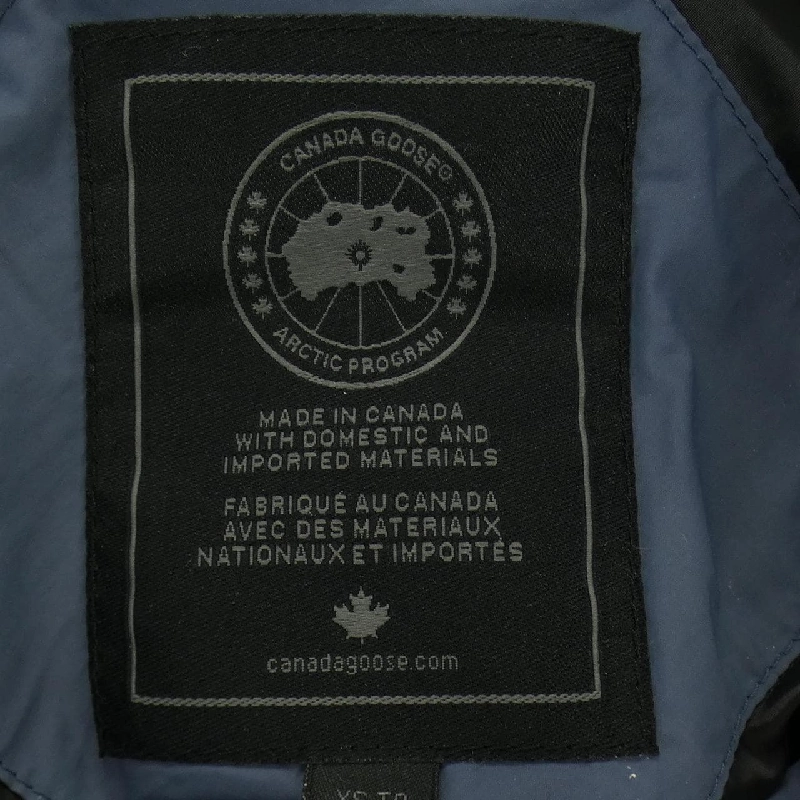 CANADA GOOSE©
ARCTIC PROGRAM
MADE IN CANADA
WITH DOMESTIC AND
IMPORTED MATERIALS
FABRIQUÉ AU CANADA
AVEC DES MATERIAUX
NATIONAUX ET IMPORTÉS
canadagoose.com